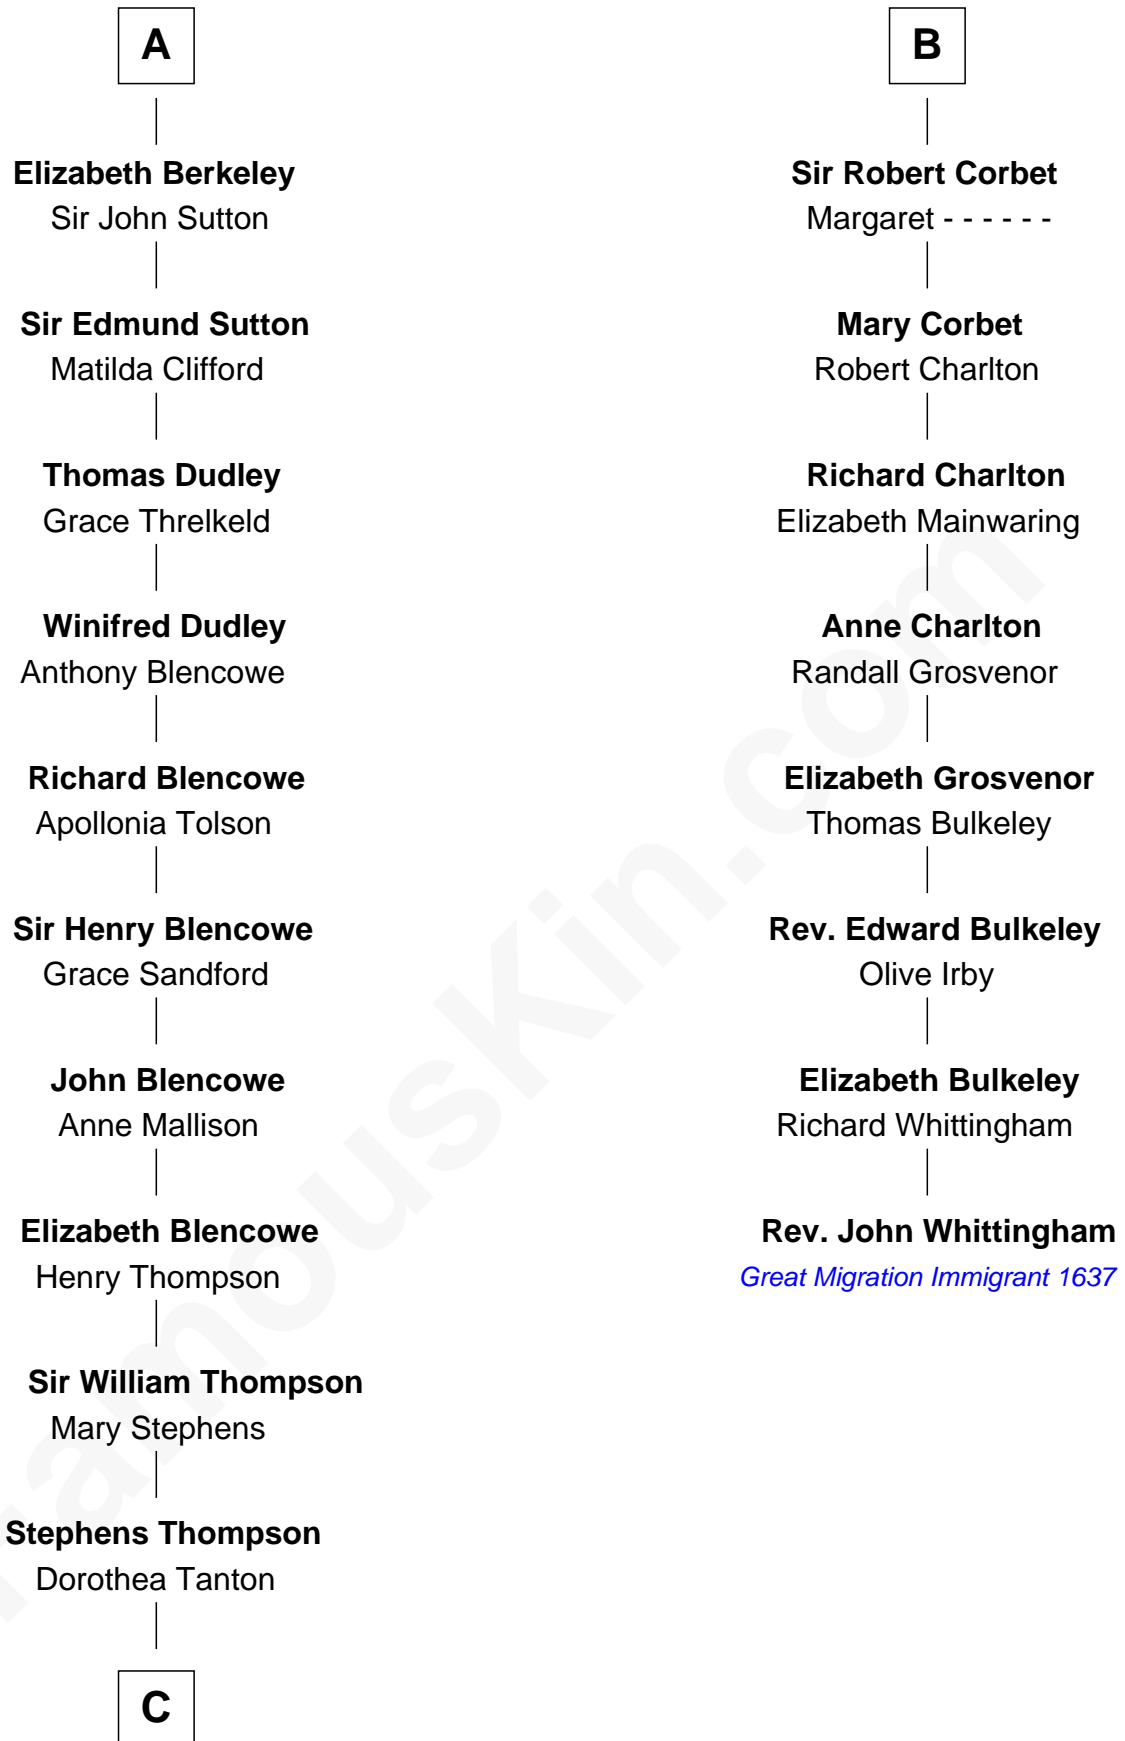 A
Elizabeth Berkeley
Sir John Sutton
Sir Edmund Sutton
Matilda Clifford
Thomas Dudley
Grace Threlkeld
Winifred Dudley
Anthony Blencowe
Richard Blencowe
Apollonia Tolson
Sir Henry Blencowe
Grace Sandford
John Blencowe
Anne Mallison
Elizabeth Blencowe
Henry Thompson
Sir William Thompson
Mary Stephens
Stephens Thompson
Dorothea Tanton
C
B
Sir Robert Corbet
Margaret - - - - - -
Mary Corbet
Robert Charlton
Richard Charlton
Elizabeth Mainwaring
Anne Charlton
Randall Grosvenor
Elizabeth Grosvenor
Thomas Bulkeley
Rev. Edward Bulkeley
Olive Irby
Elizabeth Bulkeley
Richard Whittingham
Rev. John Whittingham
Great Migration Immigrant 1637
FamousKin.com